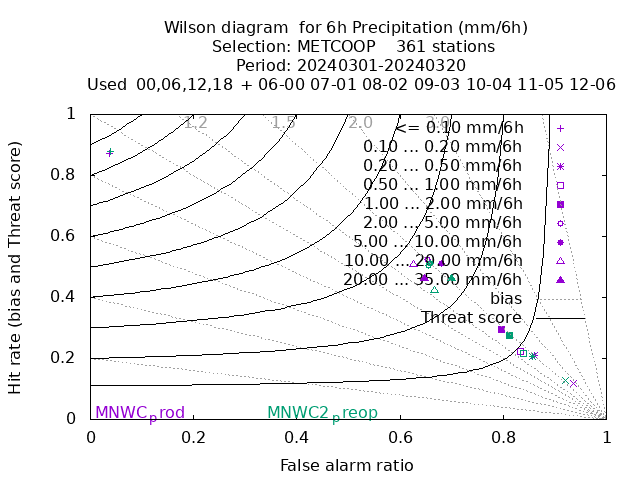 Wilson diagram  for 6h Precipitation (mm/6h)
Selection: METCOOP    361 stations
Period: 20240301-20240320
Used  00,06,12,18  + 06-00 07-01 08-02 09-03 10-04 11-05 12-06
1.2 1.5 2.0 3.0
<= 0.10 mm/6h
0.10 ... 0.20 mm/6h
0.20 ... 0.50 mm/6h
0.50 ... 1.00 mm/6h
1.00 ... 2.00 mm/6h
2.00 ... 5.00 mm/6h
5.00 ... 10.00 mm/6h
10.00 ... 20.00 mm/6h
20.00 ... 35.00 mm/6h
bias
Threat score
1
0.8
0.6
0.4
0.2
0
Hit rate (bias and Threat score)
MNWC_prod MNWC2_preop
0 0.2 0.4 0.6 0.8 1
False alarm ratio